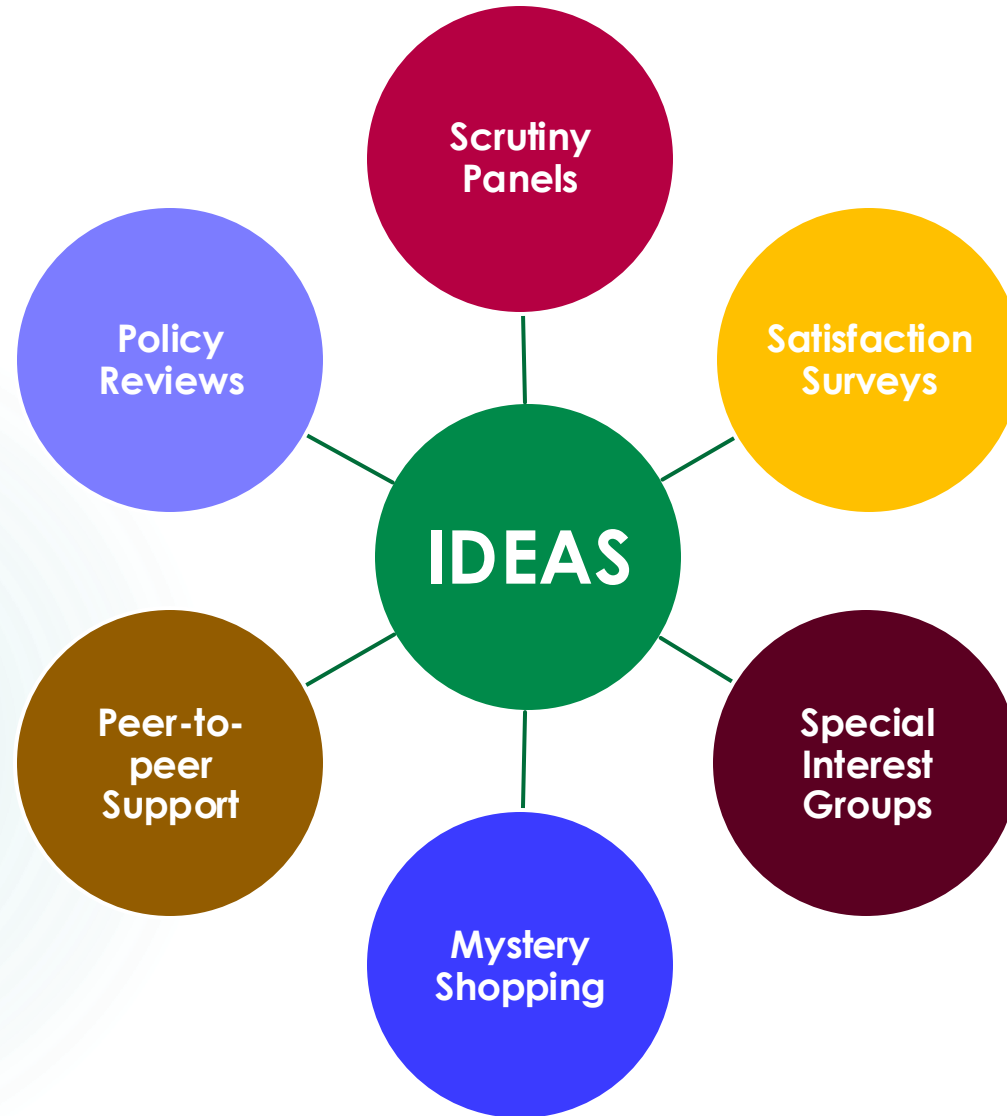 Scrutiny
Panels
Policy
Reviews
Satisfaction
Surveys
IDEAS
Peer-to-
peer
Support
Special
Interest
Groups
Mystery
Shopping